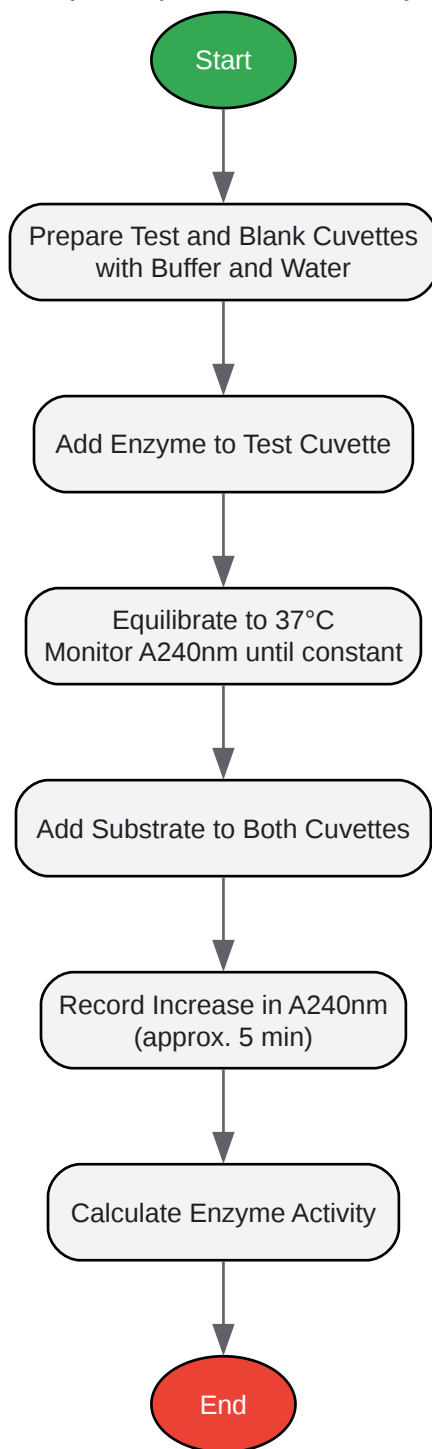 Start
Prepare Test and Blank Cuvettes
with Buffer and Water
Add Enzyme to Test Cuvette
Equilibrate to 37°C
Monitor A240nm until constant
Add Substrate to Both Cuvettes
Record Increase in A240nm
(approx. 5 min)
Calculate Enzyme Activity
End